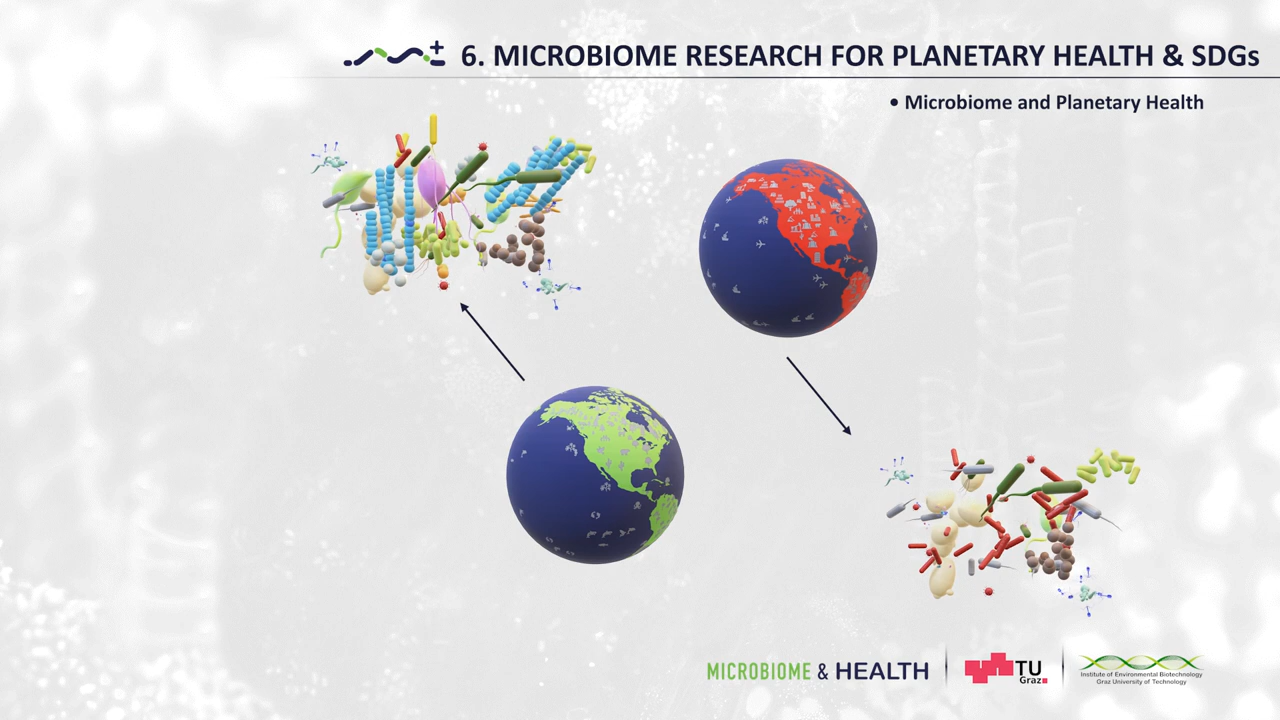 6. MICROBIOME RESEARCH FOR PLANETARY HEALTH & SDGs
• Microbiome and Planetary Health
MICROBIOME & HEALTH
TU
Graz
Institute of Environmental Biotechnology
Graz University of Technology